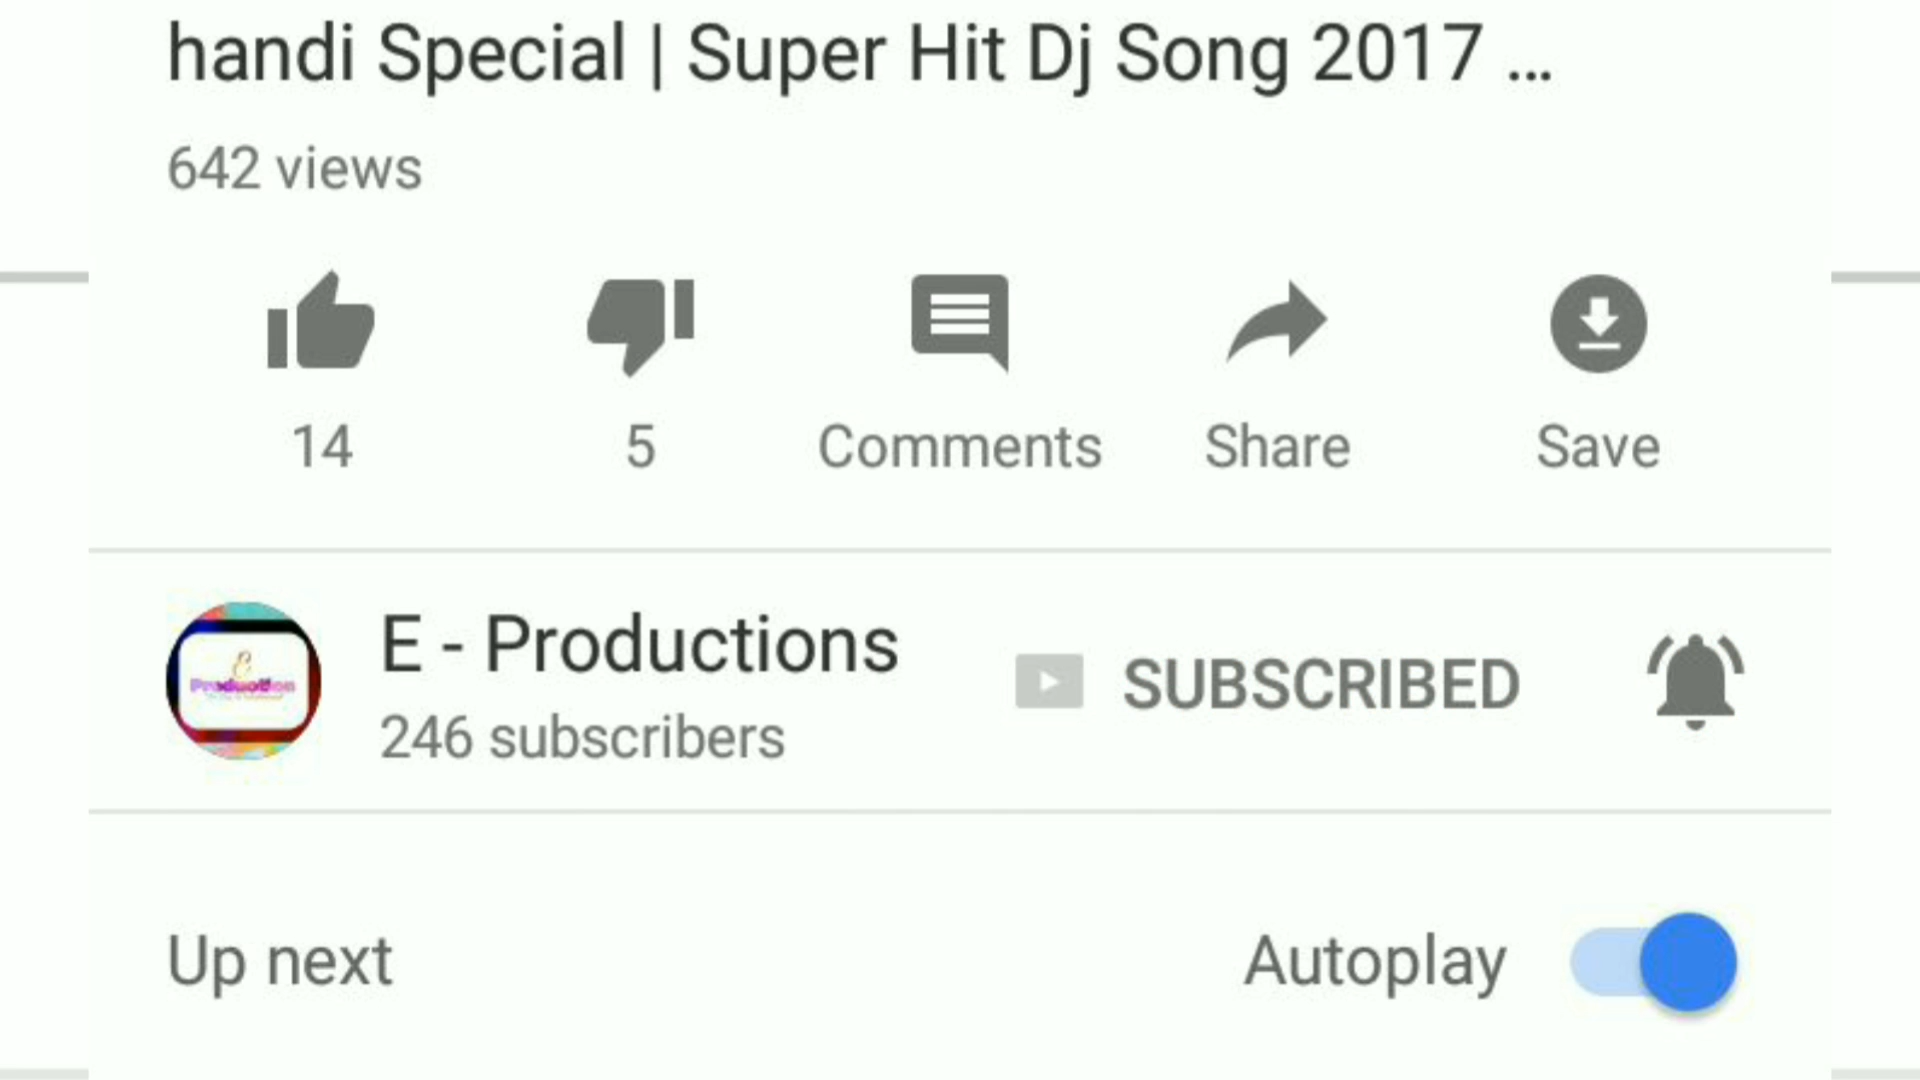 handi Special | Super Hit Dj Song 2017 ...
642 views
14
5
Comments
Share
Save
E
Production
E - Productions
246 subscribers
SUBSCRIBED
Up next
Autoplay